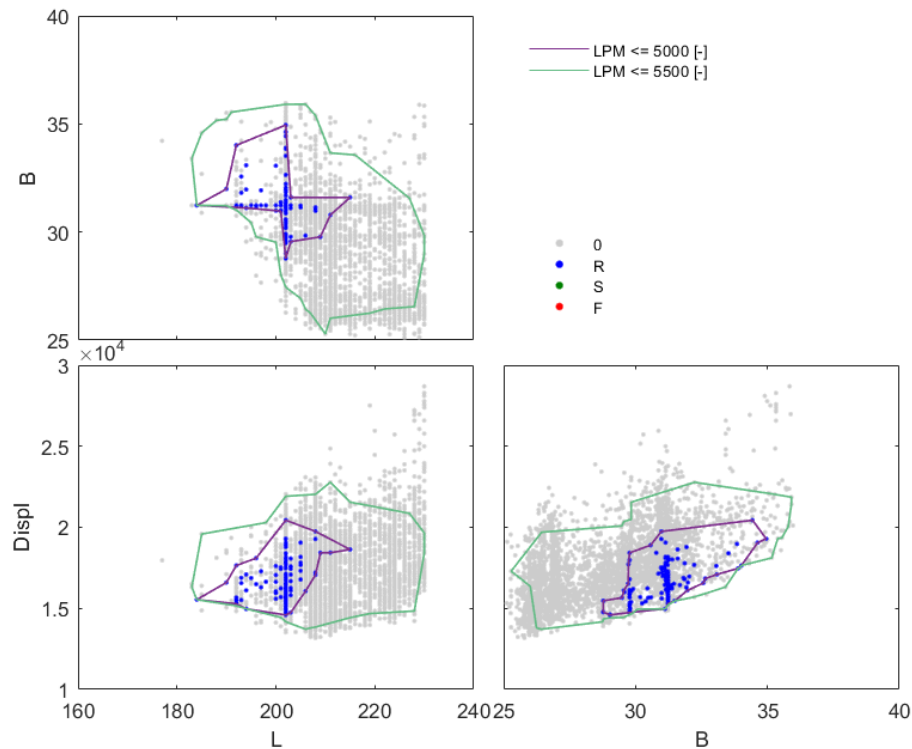 40
35
30
25
B
LPM <= 5000 [-]
LPM <= 5500 [-]
0
R
S
F
×10⁴
3
2.5
2
1.5
1
Displ
160 180 200 220 240
L
25 30 35 40
B